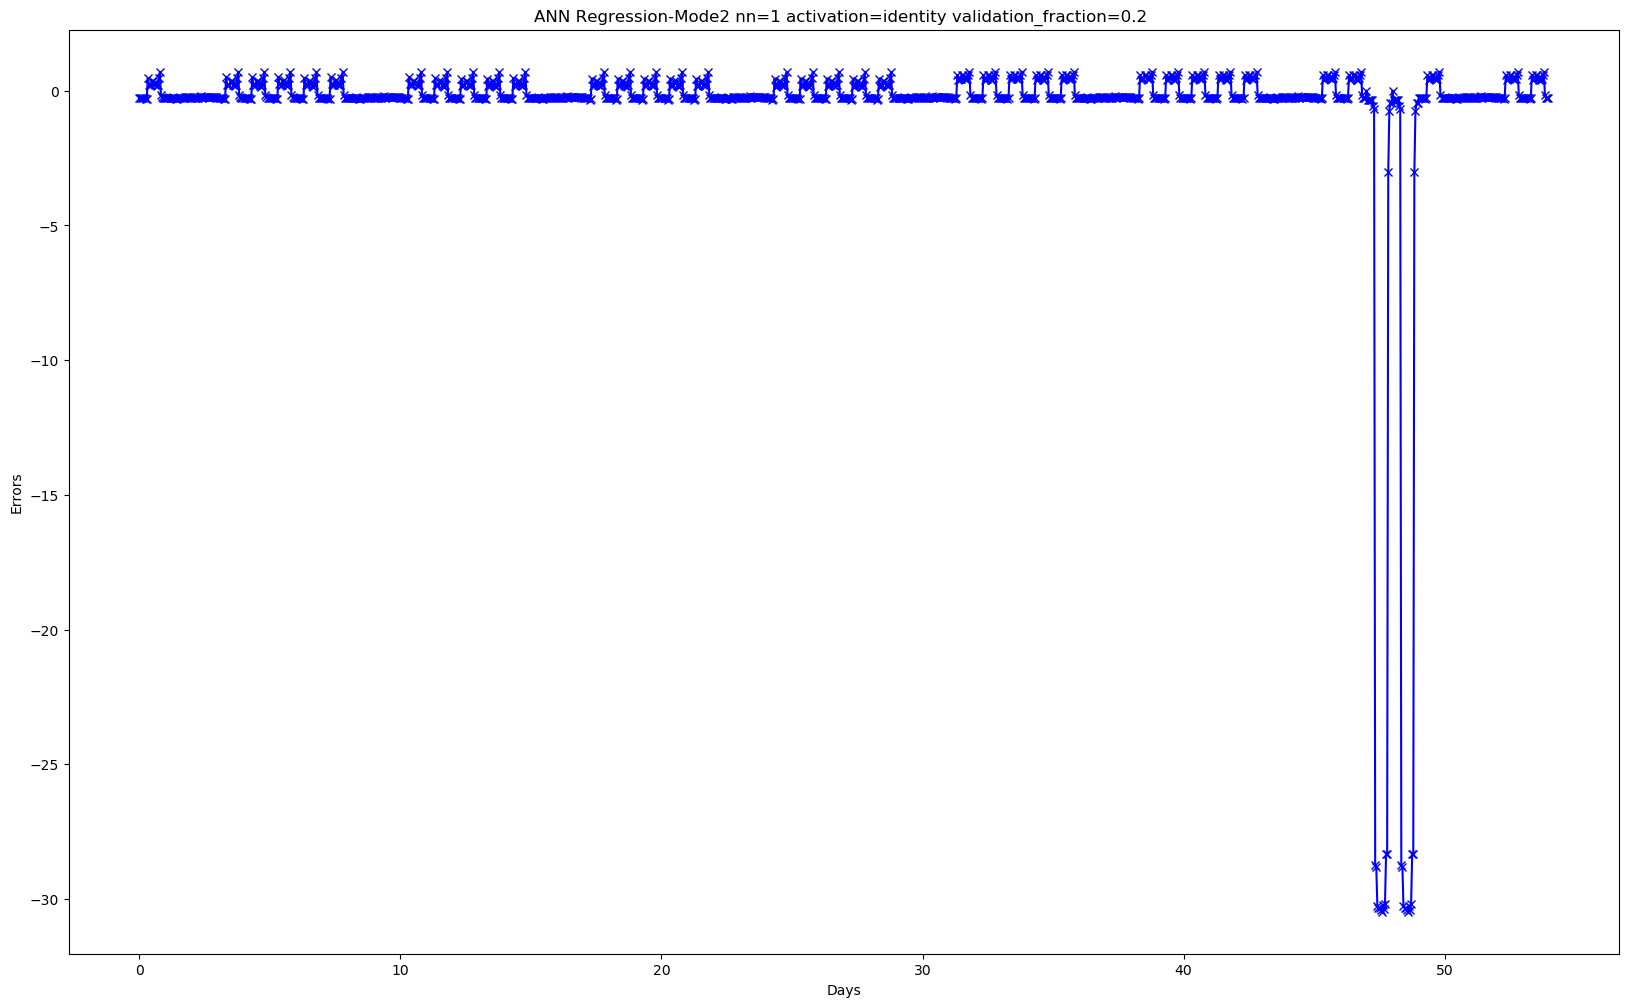 ANN Regression-Mode2 nn=1 activation=identity validation_fraction=0.2
0
−5
−10
−15
−20
−25
−30
Errors
0 10 20 30 40 50
Days